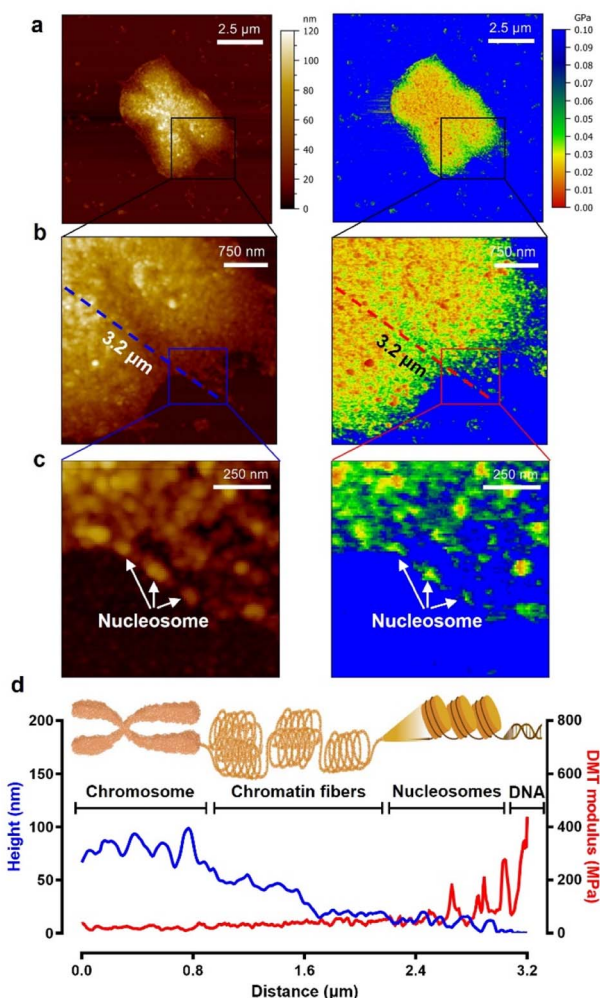 a
2.5 µm
nm
120
100
80
60
40
20
0
2.5 µm
GPa
0.10
0.09
0.08
0.07
0.06
0.05
0.04
0.03
0.02
0.01
0.00
b
750 nm
3.2 µm
750 nm
3.2 µm
c
250 nm
Nucleosome
250 nm
Nucleosome
d
200
150
100
50
0
Height (nm)
Chromosome
Chromatin fibers
Nucleosomes
DNA
800
600
400
200
0
DMT modulus (MPa)
0.0
0.8
1.6
2.4
3.2
Distance (µm)